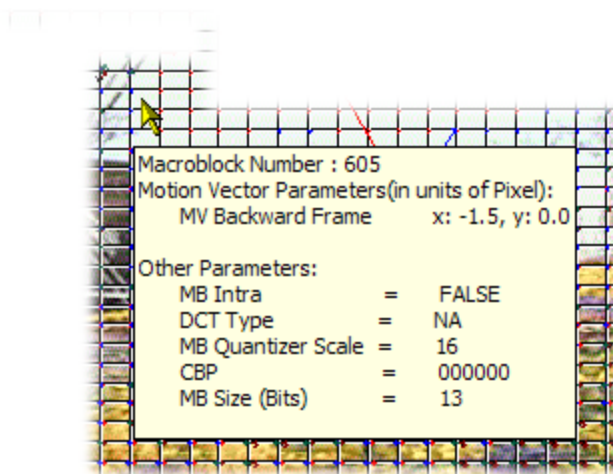 Macroblock Number : 605
Motion Vector Parameters(in units of Pixel):
MV Backward Frame x: -1.5, y: 0.0
Other Parameters:
MB Intra = FALSE
DCT Type = NA
MB Quantizer Scale = 16
CBP = 000000
MB Size (Bits) = 13